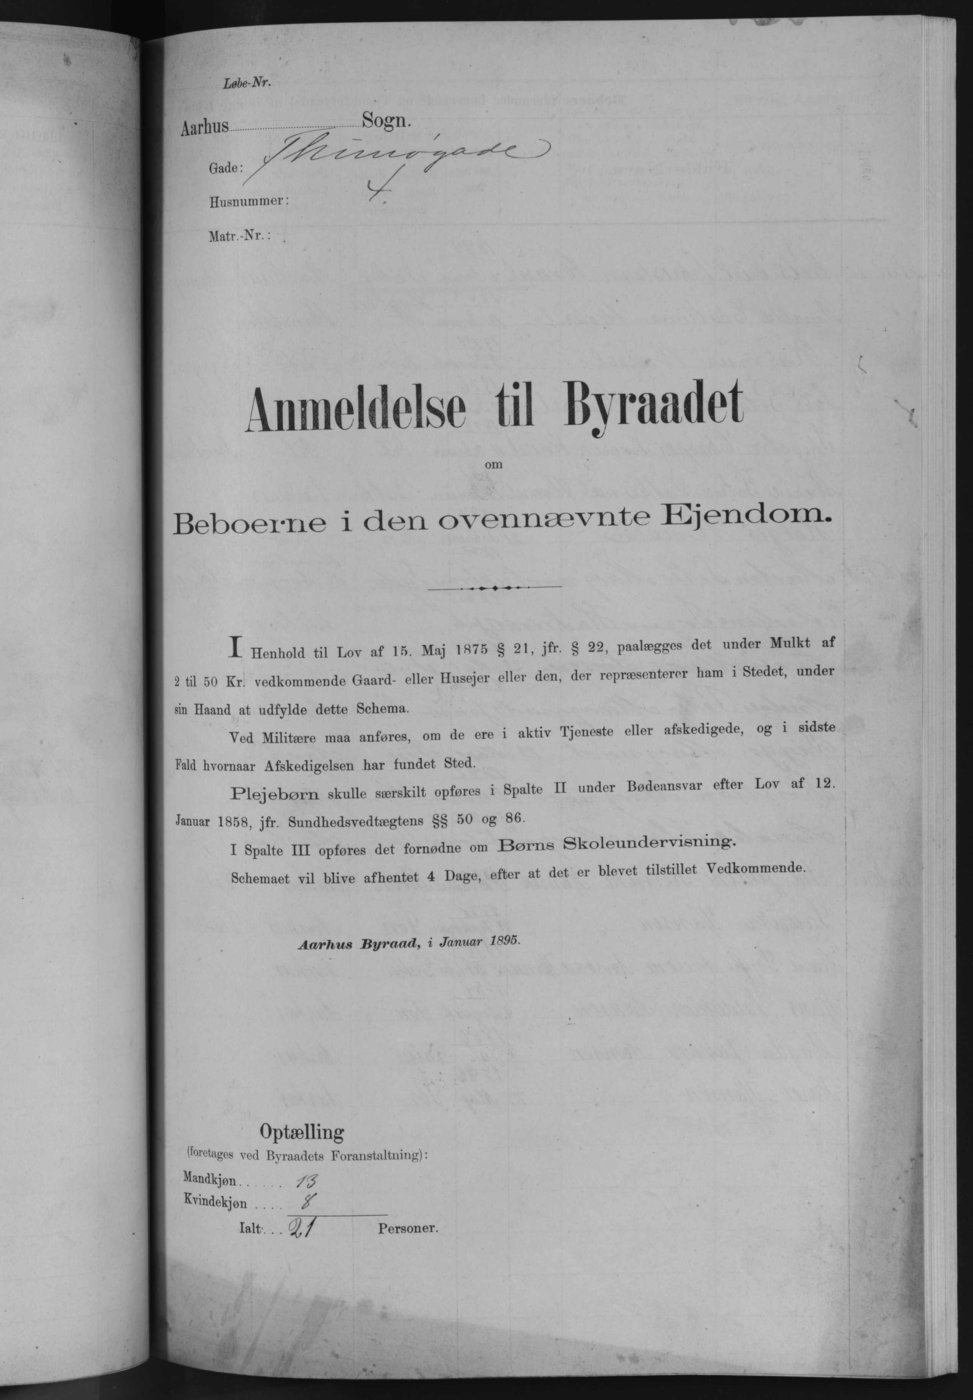 Løbe-Nr.
Aarhus Sogn.
Gade: Thunøgade
Husnummer: 4.
Matr.-Nr.:
Anmeldelse til Byraadet
om
Beboerne i den ovennævnte Ejendom.
I Henhold til Lov af 15. Maj 1875 § 21, jfr. § 22, paalægges det under Mulkt af
2 til 50 Kr. vedkommende Gaard- eller Husejer eller den, der repræsenterer ham i Stedet, under
sin Haand at udfylde dette Schema.
Ved Militære maa anføres, om de ere i aktiv Tjeneste eller afskedigede, og i sidste
Fald hvornaar Afskedigelsen har fundet Sted.
Plejebørn skulle særskilt opføres i Spalte II under Bødeansvar efter Lov af 12.
Januar 1858, jfr. Sundhedsvedtægtens §§ 50 og 86.
I Spalte III opføres det fornødne om Børns Skoleundervisning.
Schemaet vil blive afhentet 4 Dage, efter at det er blevet tilstillet Vedkommende.
Aarhus Byraad, i Januar 1895.
Optælling
(foretages ved Byraadets Foranstaltning):
Mandkjøn...... 13
Kvindekjøn .... 8
Ialt... 21 Personer.